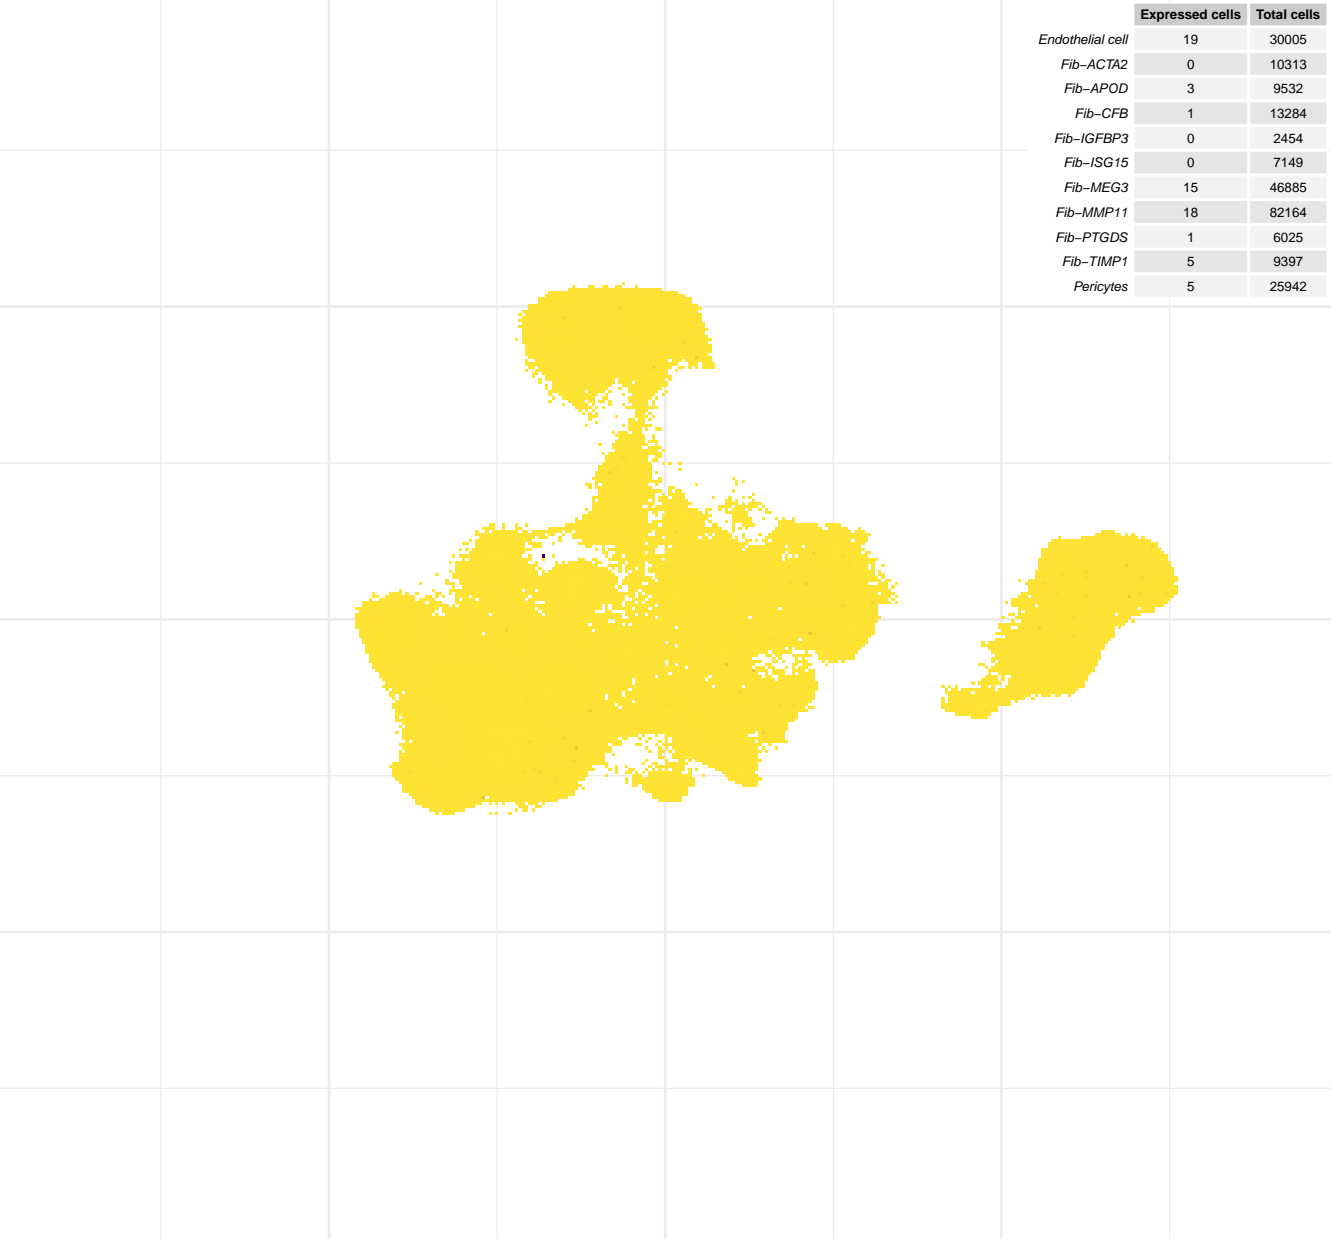 Expressed cells Total cells
Endothelial cell 19 30005
Fib−ACTA2 0 10313
Fib−APOD 3 9532
Fib−CFB 1 13284
Fib−IGFBP3 0 2454
Fib−ISG15 0 7149
Fib−MEG3 15 46885
Fib−MMP11 18 82164
Fib−PTGDS 1 6025
Fib−TIMP1 5 9397
Pericytes 5 25942